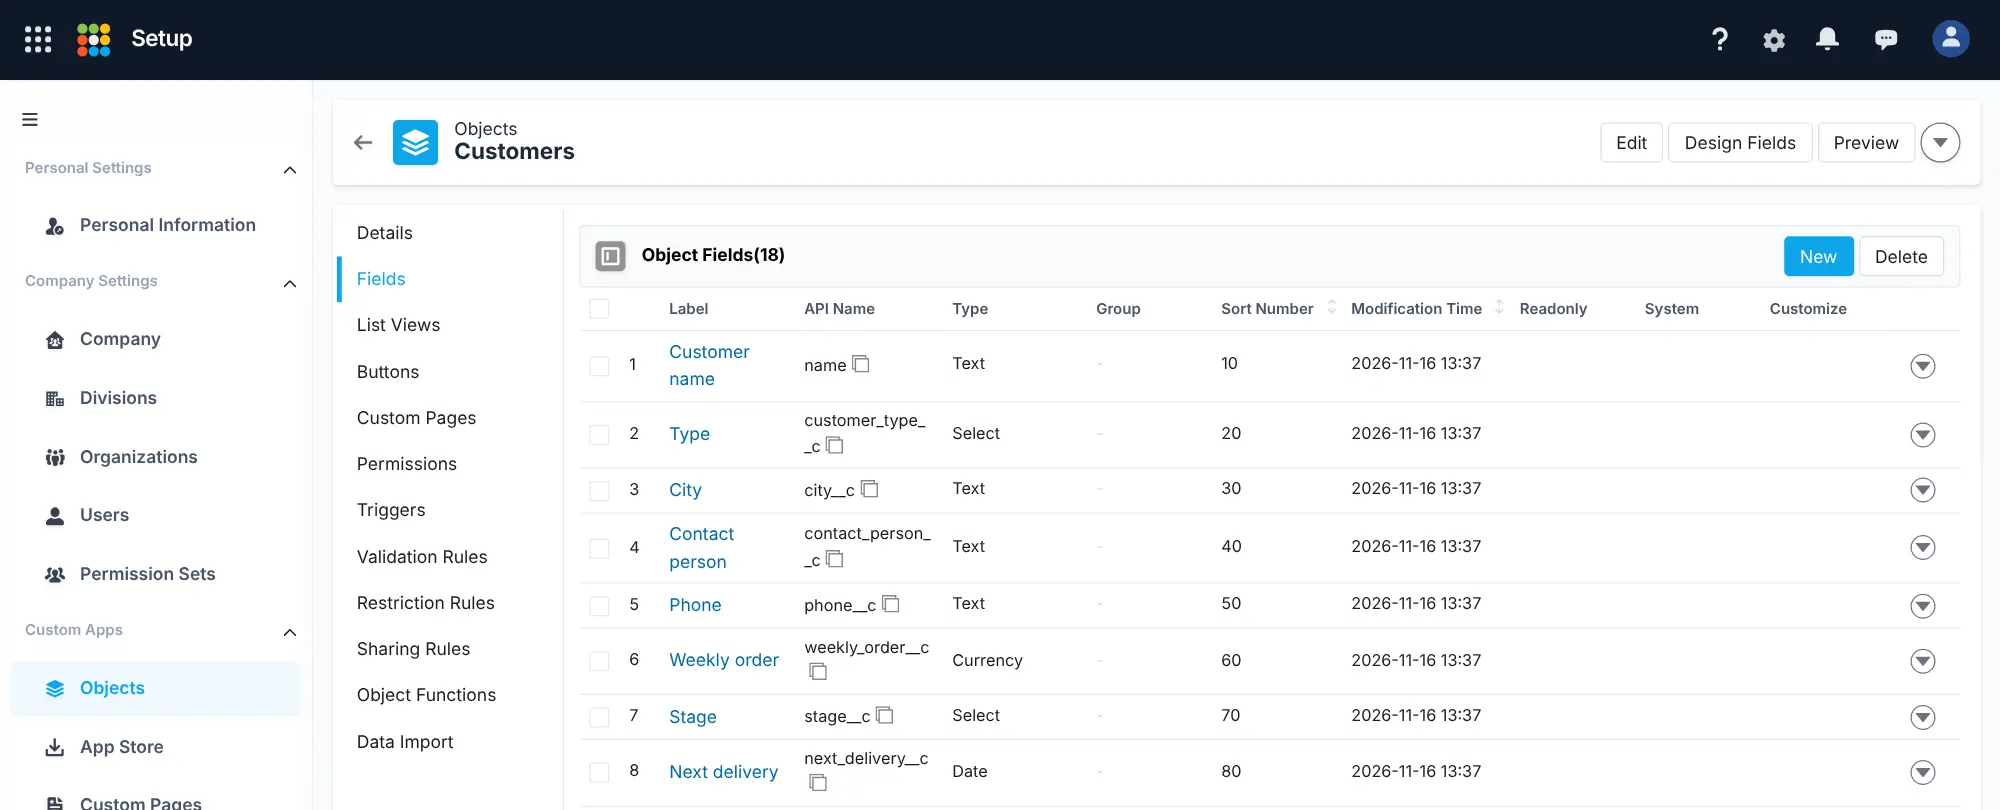 Setup
Personal Settings
Personal Information
Company Settings
Company
Divisions
Organizations
Users
Permission Sets
Custom Apps
Objects
App Store
Custom Pages
Objects
Customers
Edit
Design Fields
Preview
Details
Fields
List Views
Buttons
Custom Pages
Permissions
Triggers
Validation Rules
Restriction Rules
Sharing Rules
Object Functions
Data Import
Object Fields(18)
New
Delete
Label API Name Type Group Sort Number Modification Time Readonly System Customize
1 Customer name name Text - 10 2026-11-16 13:37
2 Type customer_type__c Select - 20 2026-11-16 13:37
3 City city__c Text - 30 2026-11-16 13:37
4 Contact person contact_person__c Text - 40 2026-11-16 13:37
5 Phone phone__c Text - 50 2026-11-16 13:37
6 Weekly order weekly_order__c Currency - 60 2026-11-16 13:37
7 Stage stage__c Select - 70 2026-11-16 13:37
8 Next delivery next_delivery__c Date - 80 2026-11-16 13:37